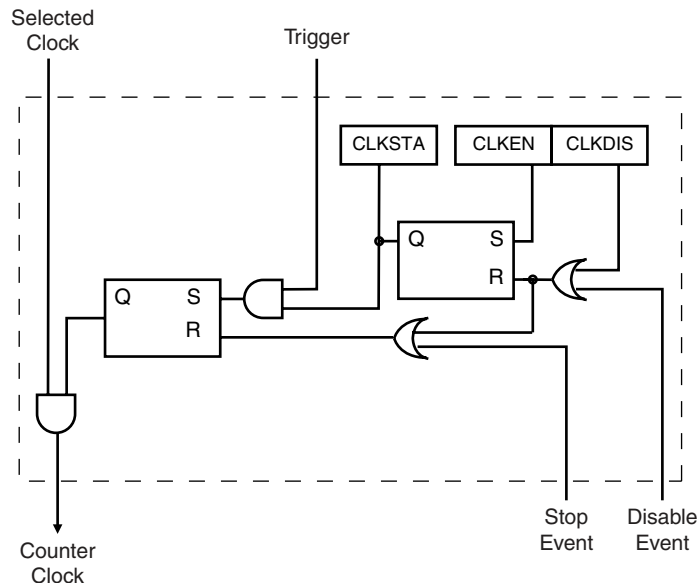 Selected
Clock
Trigger
CLKSTA
CLKEN
CLKDIS
Q
S
R
Q
S
R
Stop
Event
Disable
Event
Counter
Clock